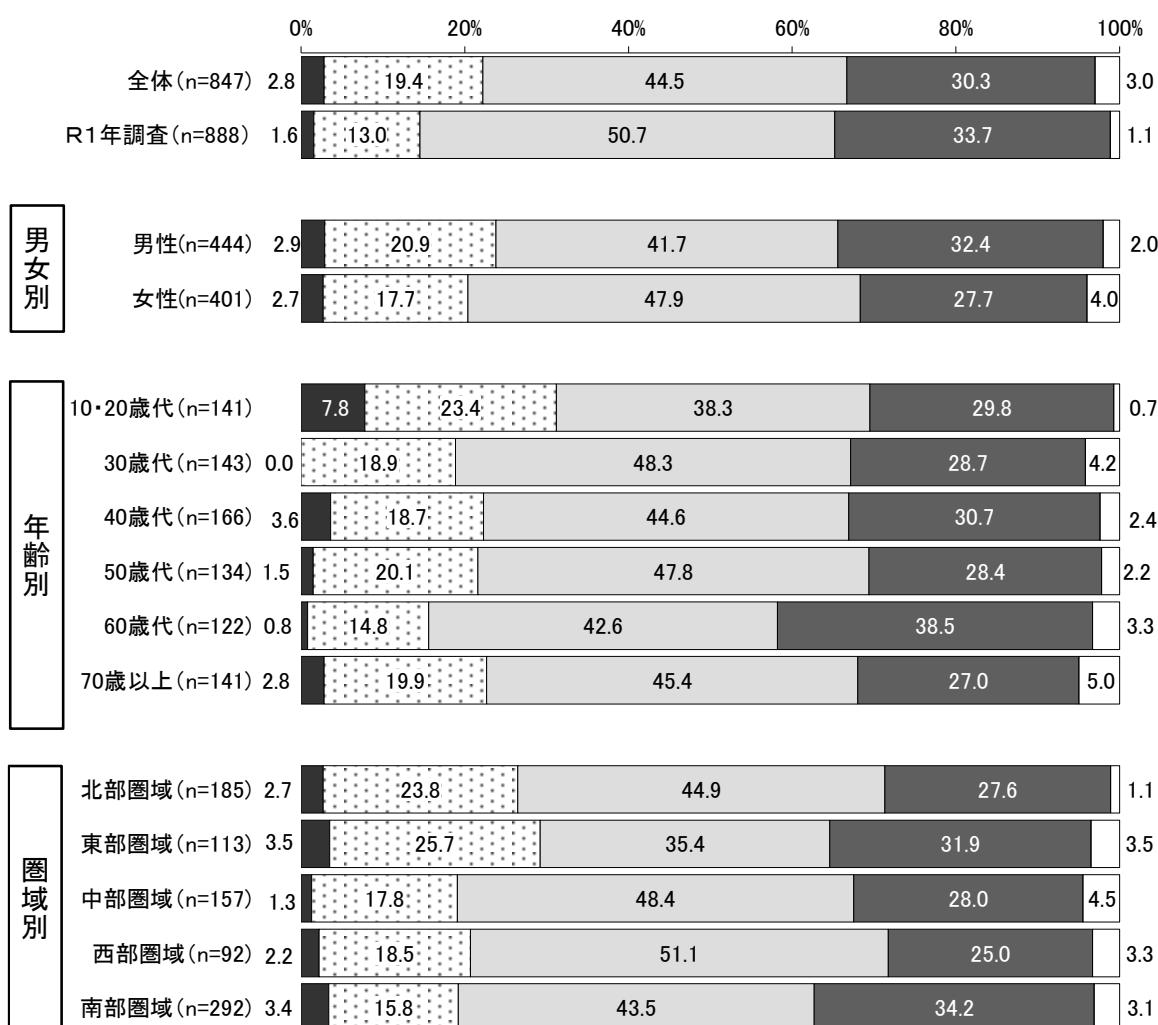 0% 20% 40% 60% 80% 100%
全体(n=847) 2.8 19.4 44.5 30.3 3.0
R1年調査(n=888) 1.6 13.0 50.7 33.7 1.1
男女別
男性(n=444) 2.9 20.9 41.7 32.4 2.0
女性(n=401) 2.7 17.7 47.9 27.7 4.0
年齢別
10・20歳代(n=141) 7.8 23.4 38.3 29.8 0.7
30歳代(n=143) 0.0 18.9 48.3 28.7 4.2
40歳代(n=166) 3.6 18.7 44.6 30.7 2.4
50歳代(n=134) 1.5 20.1 47.8 28.4 2.2
60歳代(n=122) 0.8 14.8 42.6 38.5 3.3
70歳以上(n=141) 2.8 19.9 45.4 27.0 5.0
圏域別
北部圏域(n=185) 2.7 23.8 44.9 27.6 1.1
東部圏域(n=113) 3.5 25.7 35.4 31.9 3.5
中部圏域(n=157) 1.3 17.8 48.4 28.0 4.5
西部圏域(n=92) 2.2 18.5 51.1 25.0 3.3
南部圏域(n=292) 3.4 15.8 43.5 34.2 3.1